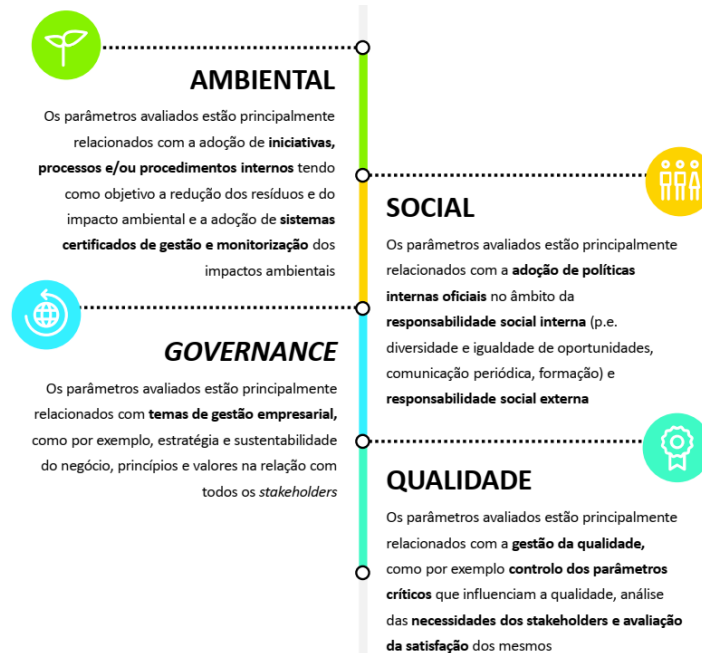 AMBIENTAL
Os parâmetros avaliados estão principalmente
relacionados com a adoção de iniciativas,
processos e/ou procedimentos internos tendo
como objetivo a redução dos resíduos e do
impacto ambiental e a adoção de sistemas
certificados de gestão e monitorização dos
impactos ambientais
SOCIAL
Os parâmetros avaliados estão principalmente
relacionados com a adoção de políticas
internas oficiais no âmbito da
responsabilidade social interna (p.e.
diversidade e igualdade de oportunidades,
comunicação periódica, formação) e
responsabilidade social externa
GOVERNANCE
Os parâmetros avaliados estão principalmente
relacionados com temas de gestão empresarial,
como por exemplo, estratégia e sustentabilidade
do negócio, princípios e valores na relação com
todos os stakeholders
QUALIDADE
Os parâmetros avaliados estão principalmente
relacionados com a gestão da qualidade,
como por exemplo controlo dos parâmetros
críticos que influenciam a qualidade, análise
das necessidades dos stakeholders e avaliação
da satisfação dos mesmos